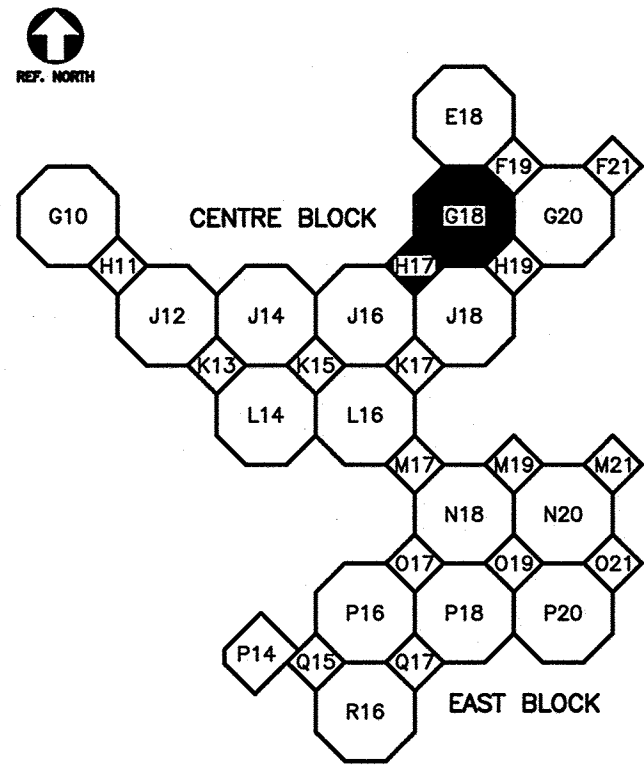 REF. NORTH
E18
F19 F21
G10 CENTRE BLOCK G18 G20
H11 H17 H19
J12 J14 J16 J18
K13 K15 K17
L14 L16
M17 M19 M21
N18 N20
O17 O19 O21
P16 P18 P20
P14 Q15 Q17
R16 EAST BLOCK